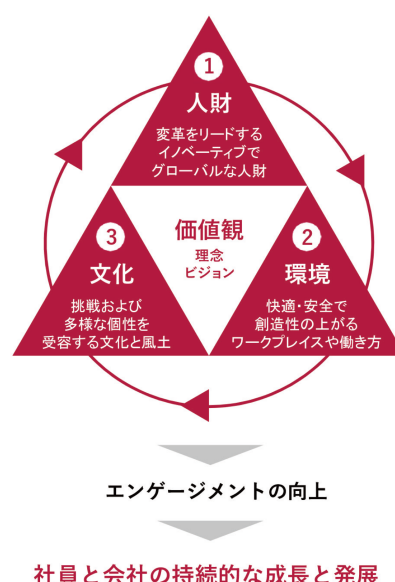 1
人財
変革をリードする
イノベーティブで
グローバルな人財
価値観
理念
ビジョン
2
環境
快適・安全で
創造性の上がる
ワークプレイスや働き方
3
文化
挑戦および
多様な個性を
受容する文化と風土
エンゲージメントの向上
社員と会社の持続的な成長と発展